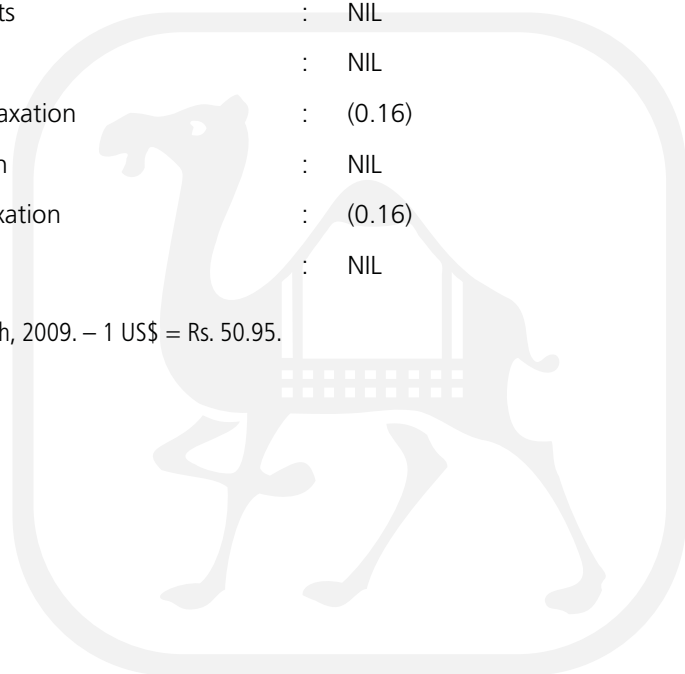 ts : NIL
: NIL
axation : (0.16)
n : NIL
xation : (0.16)
: NIL
h, 2009. – 1 US$ = Rs. 50.95.